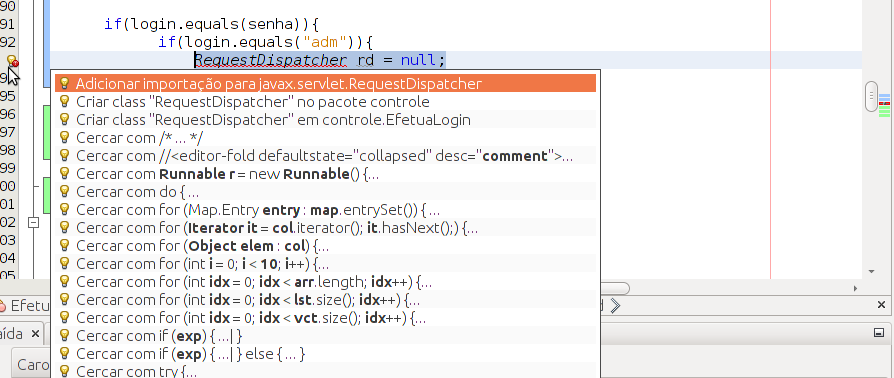 90
91 if(login.equals(senha)){
92 if(login.equals("adm")){
RequestDispatcher rd = null;
94 Adicionar importação para javax.servlet.RequestDispatcher
95 Criar class "RequestDispatcher" no pacote controle
96 Criar class "RequestDispatcher" em controle.EfetuaLogin
97 Cercar com /* ... */
98 Cercar com //<editor-fold defaultstate="collapsed" desc="comment">...
99 Cercar com Runnable r = new Runnable() {...
00 Cercar com do { ...
01 Cercar com for (Map.Entry entry : map.entrySet()) { ...
02 Cercar com for (Iterator it = col.iterator(); it.hasNext();) {...
03 Cercar com for (Object elem : col) {...
04 Cercar com for (int i = 0; i < 10; i++) {...
05 Cercar com for (int idx = 0; idx < arr.length; idx++) {...
Cercar com for (int idx = 0; idx < lst.size(); idx++) {...
Efetu
Cercar com for (int idx = 0; idx < vct.size(); idx++) {...
aída x Cercar com if (exp) { ...| }
Cercar com if (exp) { ...| } else { ... }
Caro Cercar com try {...